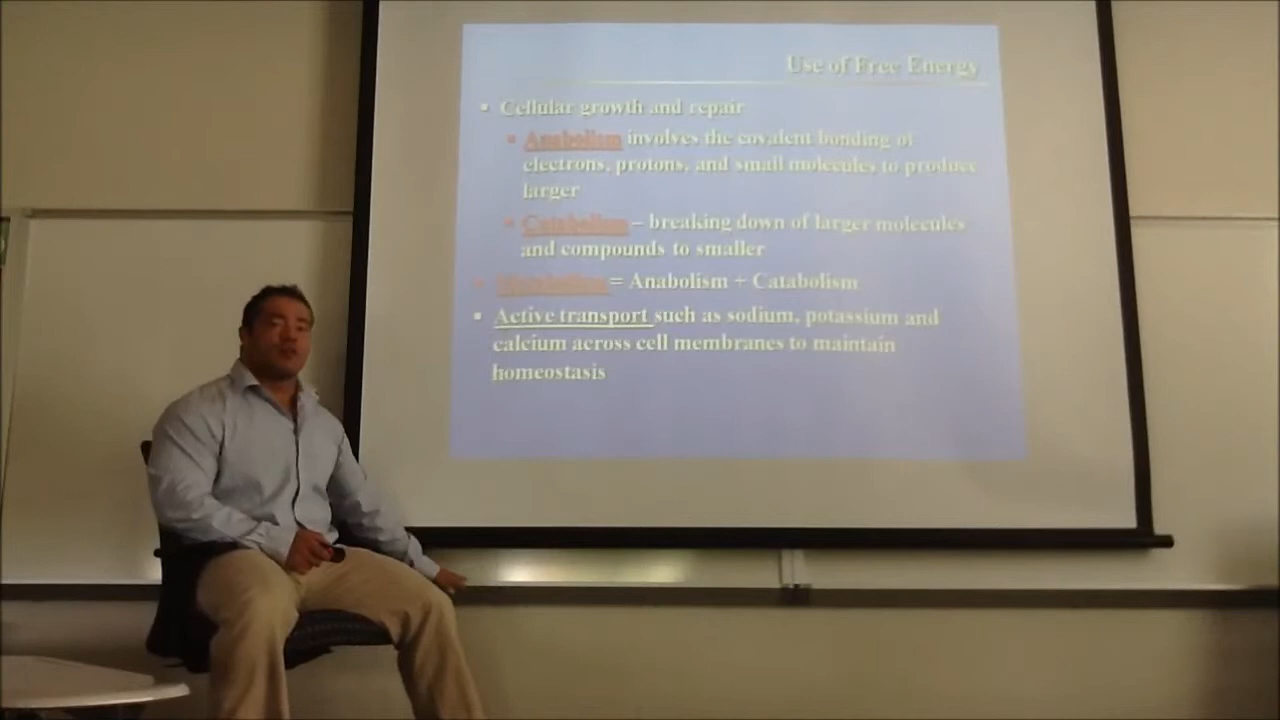 Use of Free Energy
▪ Cellular growth and repair
▪ Anabolism involves the covalent bonding of
electrons, protons, and small molecules to produce
larger
▪ Catabolism – breaking down of larger molecules
and compounds to smaller
▪ Metabolism = Anabolism + Catabolism
▪ Active transport such as sodium, potassium and
calcium across cell membranes to maintain
homeostasis